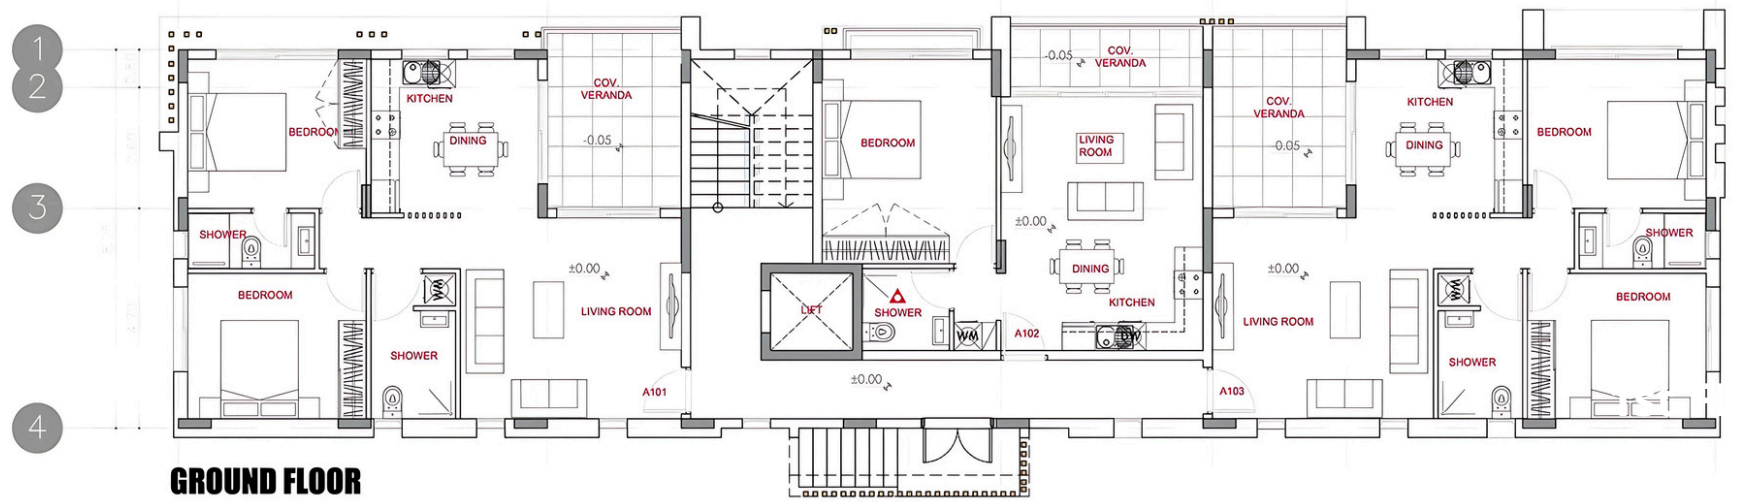 1
2
3
4
KITCHEN
BEDROOM
DINING
COV.
VERANDA
-0.05
SHOWER
BEDROOM
±0.00
LIVING ROOM
WM
SHOWER
A101
BEDROOM
COV.
VERANDA
-0.05
LIVING
ROOM
±0.00
DINING
KITCHEN
LIFT
SHOWER
WM
A102
DW
±0.00
COV.
VERANDA
-0.05
KITCHEN
DINING
BEDROOM
SHOWER
±0.00
LIVING ROOM
WM
BEDROOM
SHOWER
A103
GROUND FLOOR